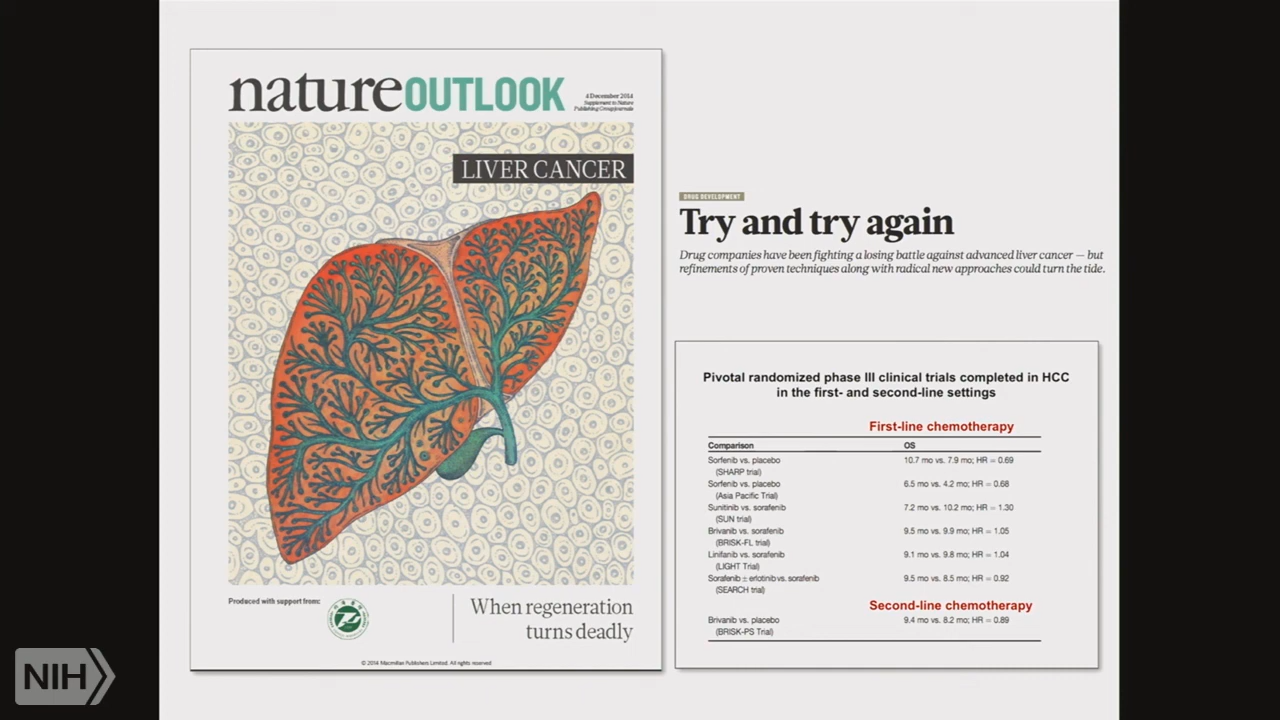 nature OUTLOOK
4 December 2014
Supplement to Nature
Publishing Group journals
LIVER CANCER
Produced with support from:
When regeneration
turns deadly
© 2014 Macmillan Publishers Limited. All rights reserved
DRUG DEVELOPMENT
Try and try again
Drug companies have been fighting a losing battle against advanced liver cancer — but
refinements of proven techniques along with radical new approaches could turn the tide.
Pivotal randomized phase III clinical trials completed in HCC
in the first- and second-line settings
First-line chemotherapy
Comparison OS
Sorfenib vs. placebo 10.7 mo vs. 7.9 mo; HR = 0.69
(SHARP trial)
Sorfenib vs. placebo 6.5 mo vs. 4.2 mo; HR = 0.68
(Asia Pacific Trial)
Sunitinib vs. sorafenib 7.2 mo vs. 10.2 mo; HR = 1.30
(SUN trial)
Brivanib vs. sorafenib 9.5 mo vs. 9.9 mo; HR = 1.05
(BRISK-FL trial)
Linifanib vs. sorafenib 9.1 mo vs. 9.8 mo; HR = 1.04
(LIGHT Trial)
Sorafenib ± erlotinib vs. sorafenib 9.5 mo vs. 8.5 mo; HR = 0.92
(SEARCH trial)
Second-line chemotherapy
Brivanib vs. placebo 9.4 mo vs. 8.2 mo; HR = 0.89
(BRISK-PS Trial)
NIH